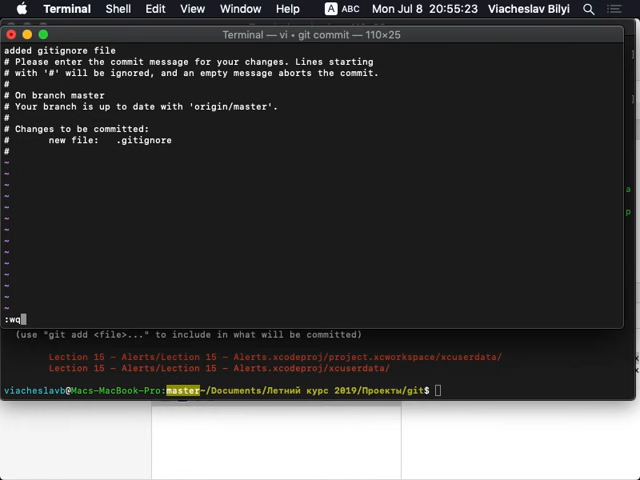 Terminal Shell Edit View Window Help A ABC Mon Jul 8 20:55:23 Viacheslav Bilyi
Terminal — vi • git commit — 110×25
added gitignore file
# Please enter the commit message for your changes. Lines starting
# with '#' will be ignored, and an empty message aborts the commit.
#
# On branch master
# Your branch is up to date with 'origin/master'.
#
# Changes to be committed:
#       new file:   .gitignore
#
~
~
~
~
~
~
~
~
~
~
~
~
~
~
:wq
(use "git add <file>..." to include in what will be committed)
Lection 15 - Alerts/Lection 15 - Alerts.xcodeproj/project.xcworkspace/xcuserdata/
Lection 15 - Alerts/Lection 15 - Alerts.xcodeproj/xcuserdata/
viacheslavb@Macs-MacBook-Pro:master~/Documents/Летний курс 2019/Проекты/git$